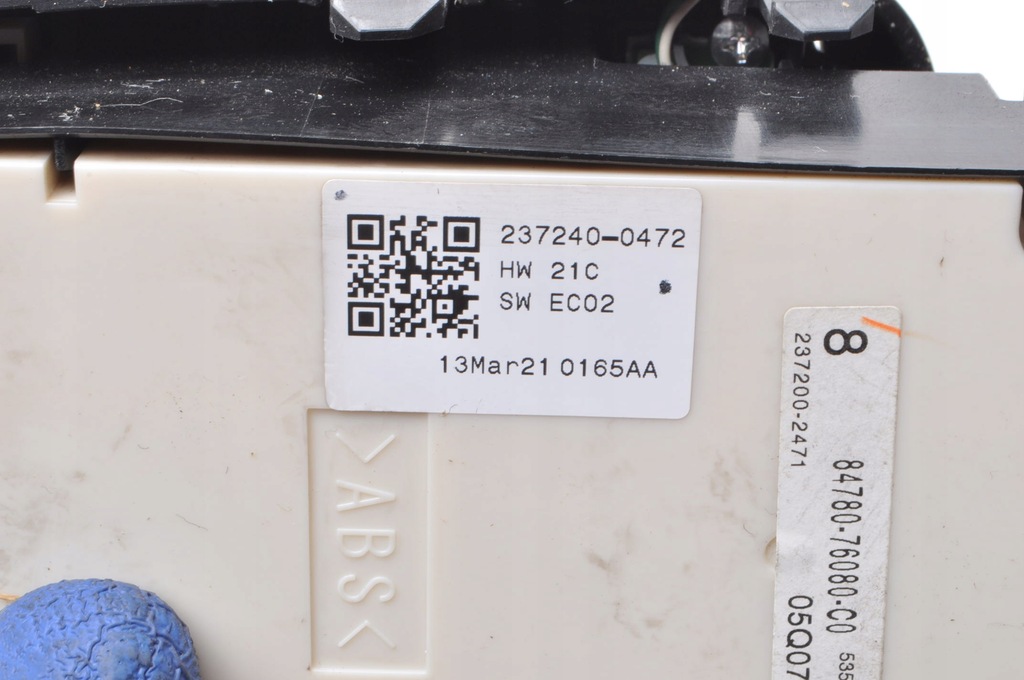 237240-0472
HW 21C
SW EC02
13Mar21 0165AA
>ABS<
8
237200-2471
84780-76080-C0 535
05Q07